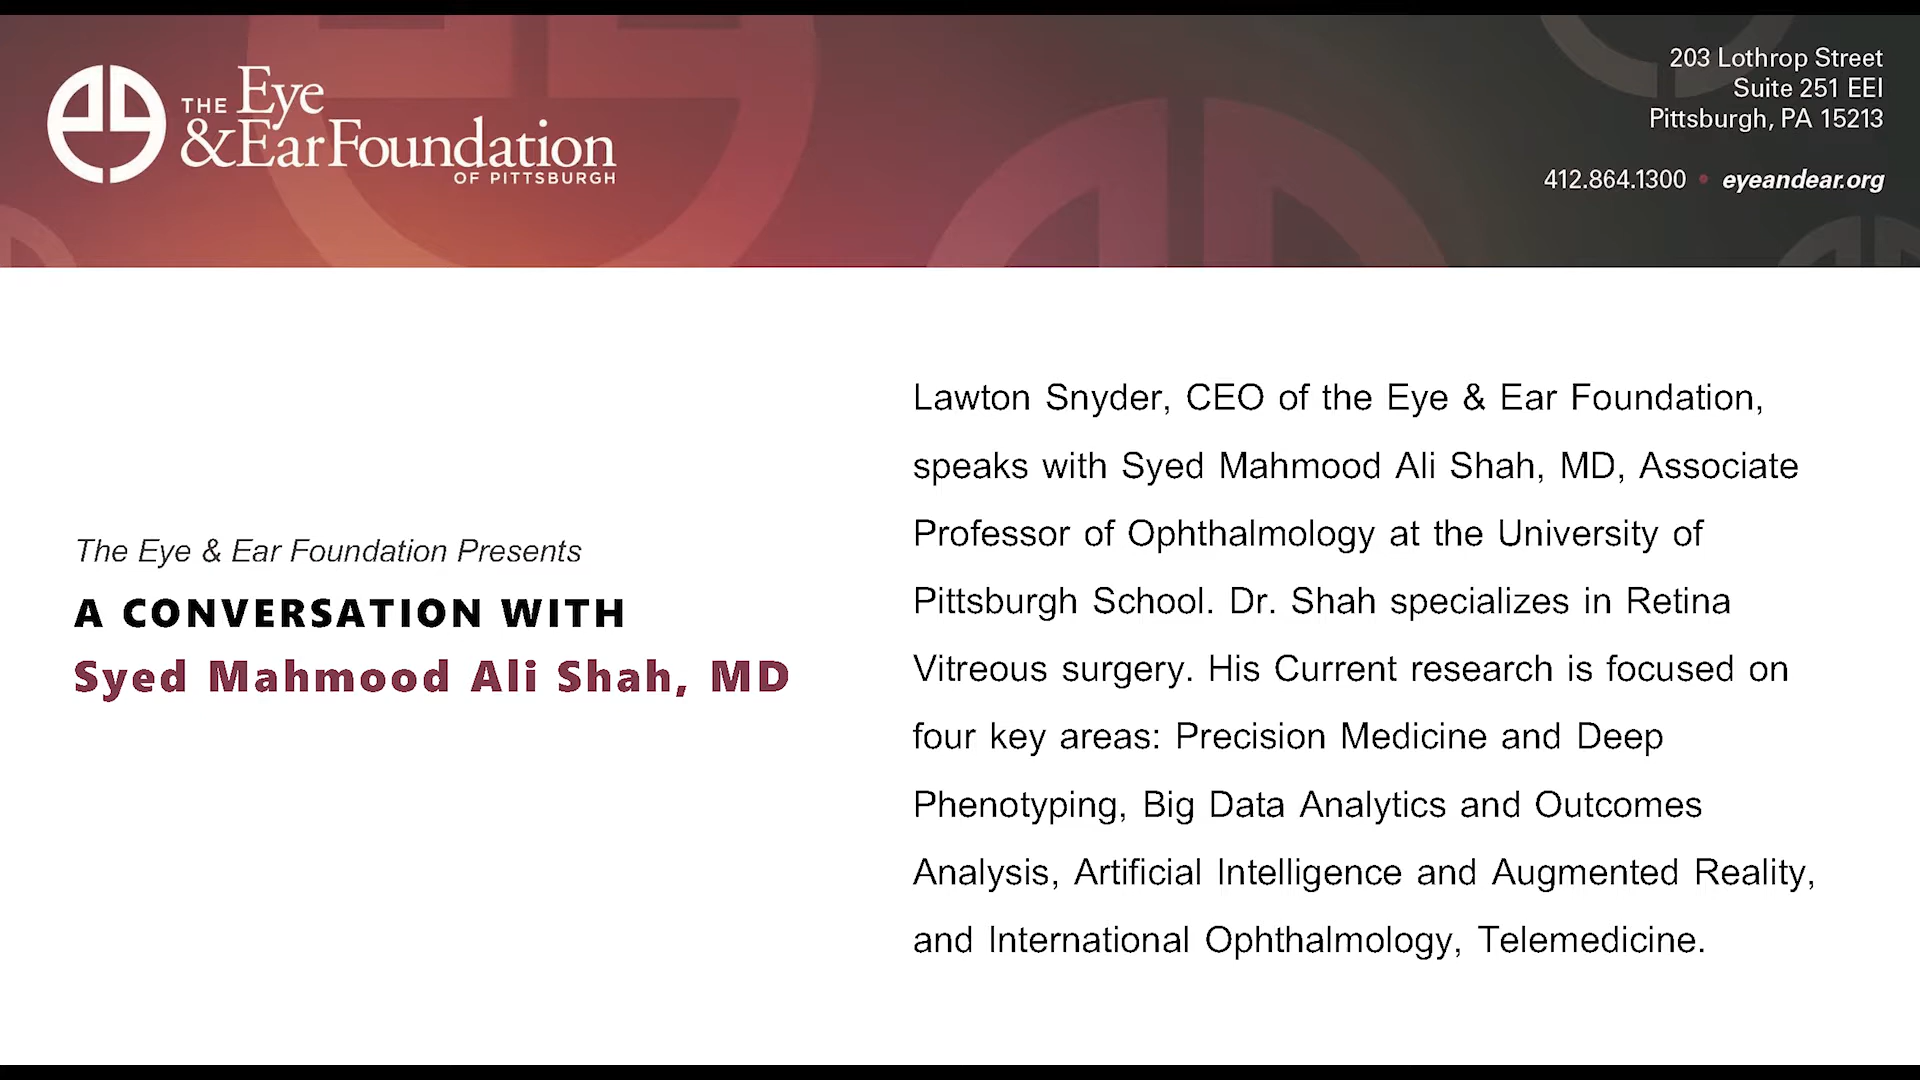 THE Eye
& Ear Foundation
OF PITTSBURGH
203 Lothrop Street
Suite 251 EEI
Pittsburgh, PA 15213
412.864.1300 • eyeandear.org
The Eye & Ear Foundation Presents
A CONVERSATION WITH
Syed Mahmood Ali Shah, MD
Lawton Snyder, CEO of the Eye & Ear Foundation,
speaks with Syed Mahmood Ali Shah, MD, Associate
Professor of Ophthalmology at the University of
Pittsburgh School. Dr. Shah specializes in Retina
Vitreous surgery. His Current research is focused on
four key areas: Precision Medicine and Deep
Phenotyping, Big Data Analytics and Outcomes
Analysis, Artificial Intelligence and Augmented Reality,
and International Ophthalmology, Telemedicine.